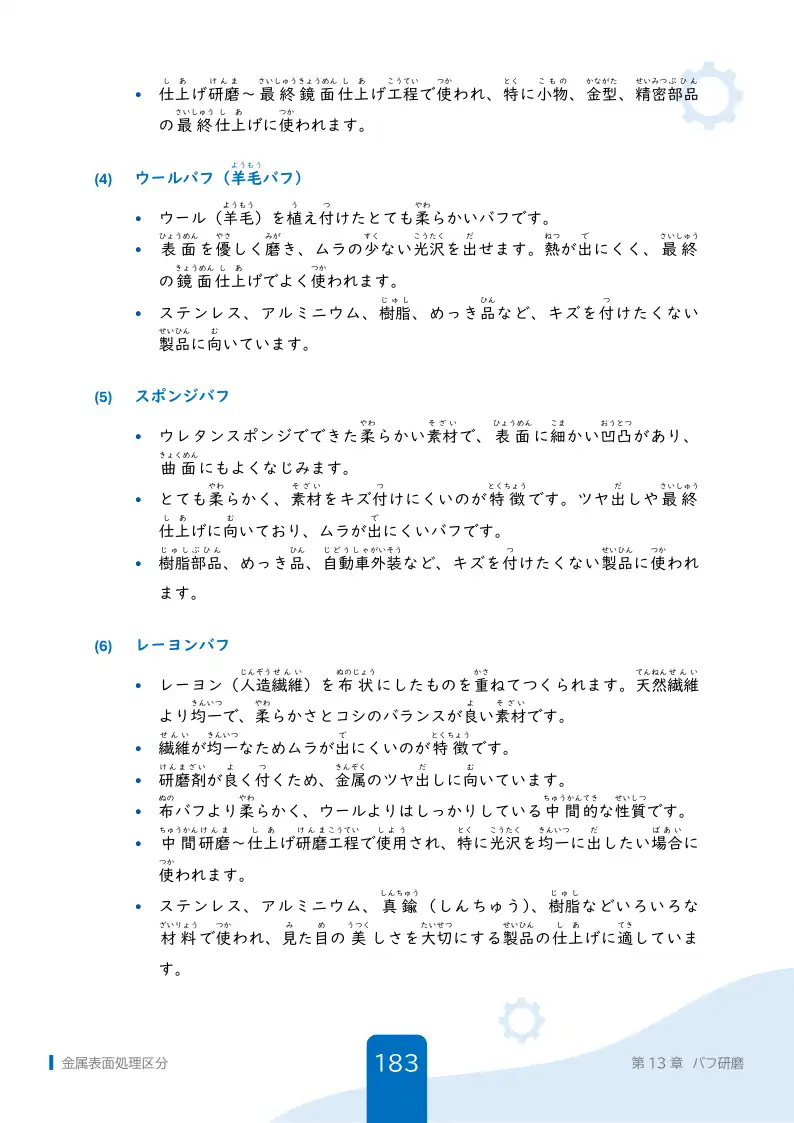 • 仕上げ研磨～最終鏡面仕上げ工程で使われ、特に小物、金型、精密部品
の最終仕上げに使われます。
(4) ウールバフ（羊毛バフ）
• ウール（羊毛）を植え付けたとても柔らかいバフです。
• 表面を優しく磨き、ムラの少ない光沢を出せます。熱が出にくく、最終
の鏡面仕上げでよく使われます。
• ステンレス、アルミニウム、樹脂、めっき品など、キズを付けたくない
製品に向いています。
(5) スポンジバフ
• ウレタンスポンジでできた柔らかい素材で、表面に細かい凹凸があり、
曲面にもよくなじみます。
• とても柔らかく、素材をキズ付けにくいのが特徴です。ツヤ出しや最終
仕上げに向いており、ムラが出にくいバフです。
• 樹脂部品、めっき品、自動車外装など、キズを付けたくない製品に使われ
ます。
(6) レーヨンバフ
• レーヨン（人造繊維）を布状にしたものを重ねてつくられます。天然繊維
より均一で、柔らかさとコシのバランスが良い素材です。
• 繊維が均一なためムラが出にくいのが特徴です。
• 研磨剤が良く付くため、金属のツヤ出しに向いています。
• 布バフより柔らかく、ウールよりはしっかりしている中間的な性質です。
• 中間研磨～仕上げ研磨工程で使用され、特に光沢を均一に出したい場合に
使われます。
• ステンレス、アルミニウム、真鍮（しんちゅう）、樹脂などいろいろな
材料で使われ、見た目の美しさを大切にする製品の仕上げに適していま
す。
金属表面処理区分
183
第 13 章 バフ研磨